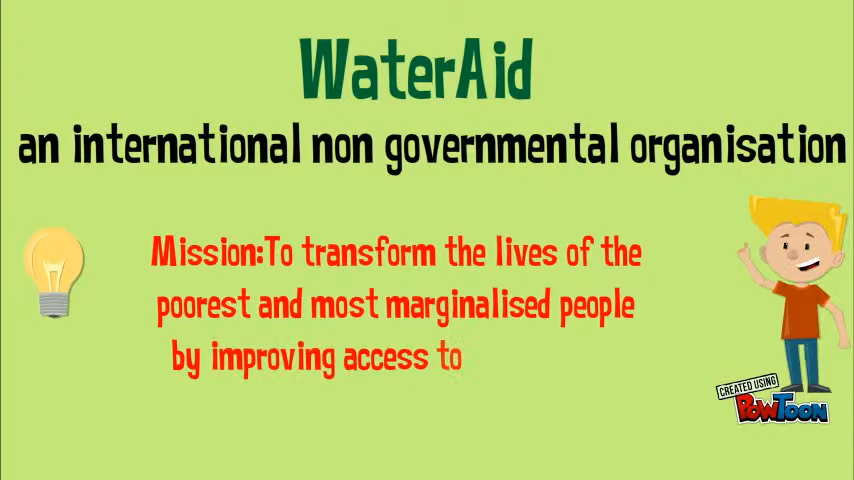 WaterAid
an international non governmental organisation
Mission:To transform the lives of the
poorest and most marginalised people
by improving access to
CREATED USING
POWTOON